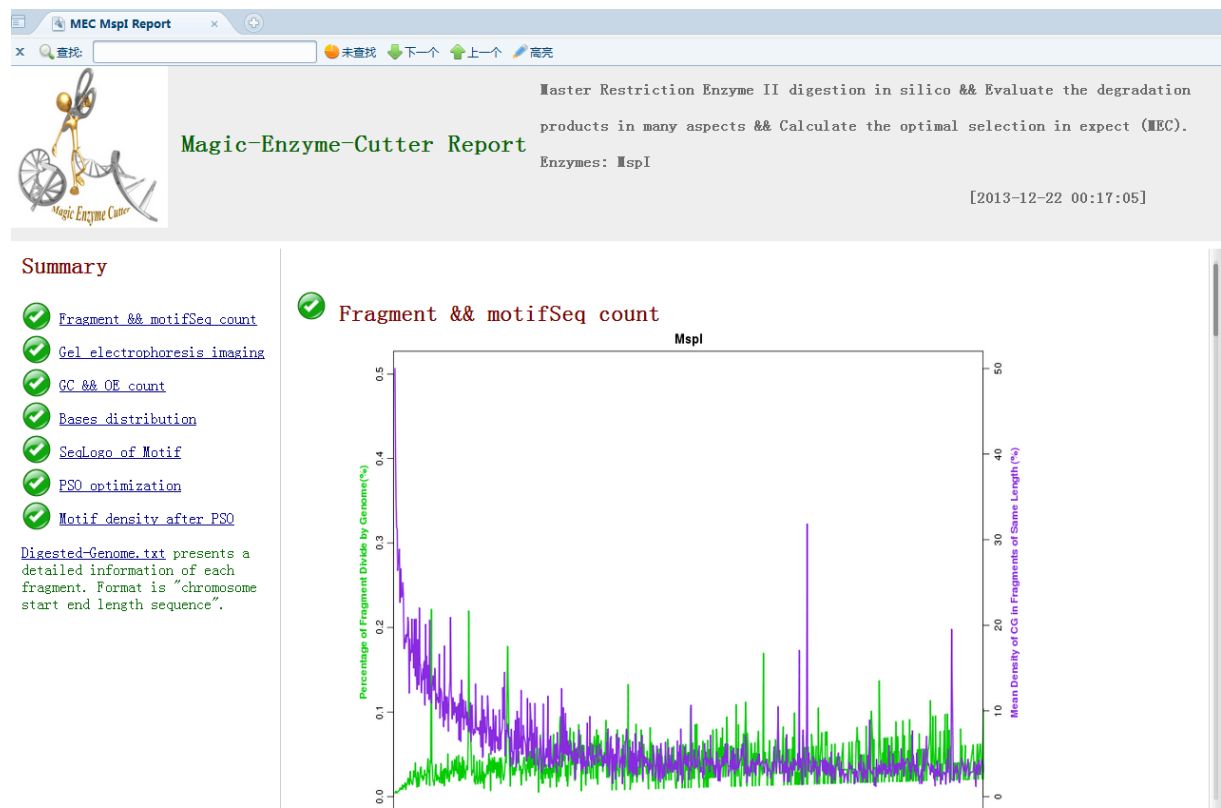 MEC MspI Report
x
x 查找: 未查找 下一个 上一个 高亮
Magic Enzyme Cutter
Magic-Enzyme-Cutter Report
Master Restriction Enzyme II digestion in silico && Evaluate the degradation
products in many aspects && Calculate the optimal selection in expect (MEC).
Enzymes: MspI
[2013-12-22 00:17:05]
Summary
Fragment && motifSeq count
Gel electrophoresis imaging
GC && OE count
Bases distribution
SeqLogo of Motif
PSO optimization
Motif density after PSO
Digested-Genome.txt presents a
detailed information of each
fragment. Format is "chromosome
start end length sequence".
Fragment && motifSeq count
MspI
Percentage of Fragment Divide by Genome(%)
0.5
0.4
0.3
0.2
0.1
0.0
50
40
30
20
10
0
Mean Density of CG in Fragments of Same Length (%)